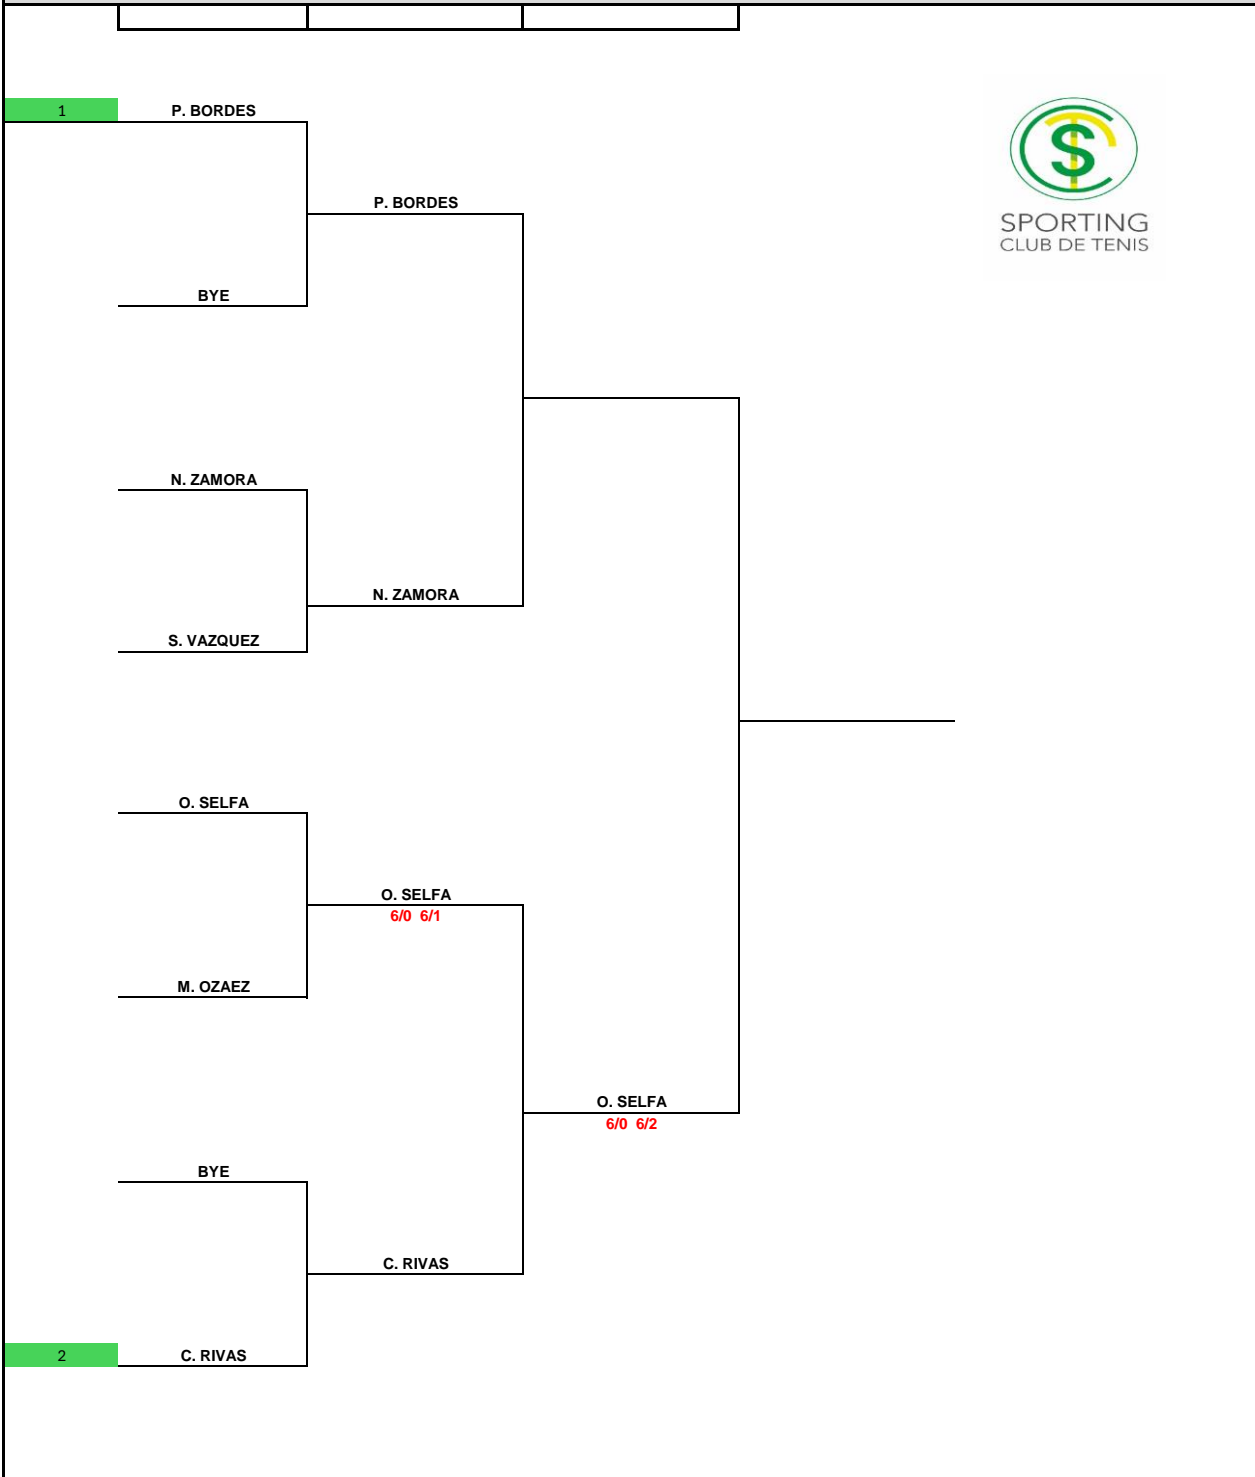 1 P. BORDES
P. BORDES
SPORTING
CLUB DE TENIS
BYE
N. ZAMORA
N. ZAMORA
S. VAZQUEZ
O. SELFA
O. SELFA
6/0 6/1
M. OZAEZ
O. SELFA
6/0 6/2
BYE
C. RIVAS
2 C. RIVAS